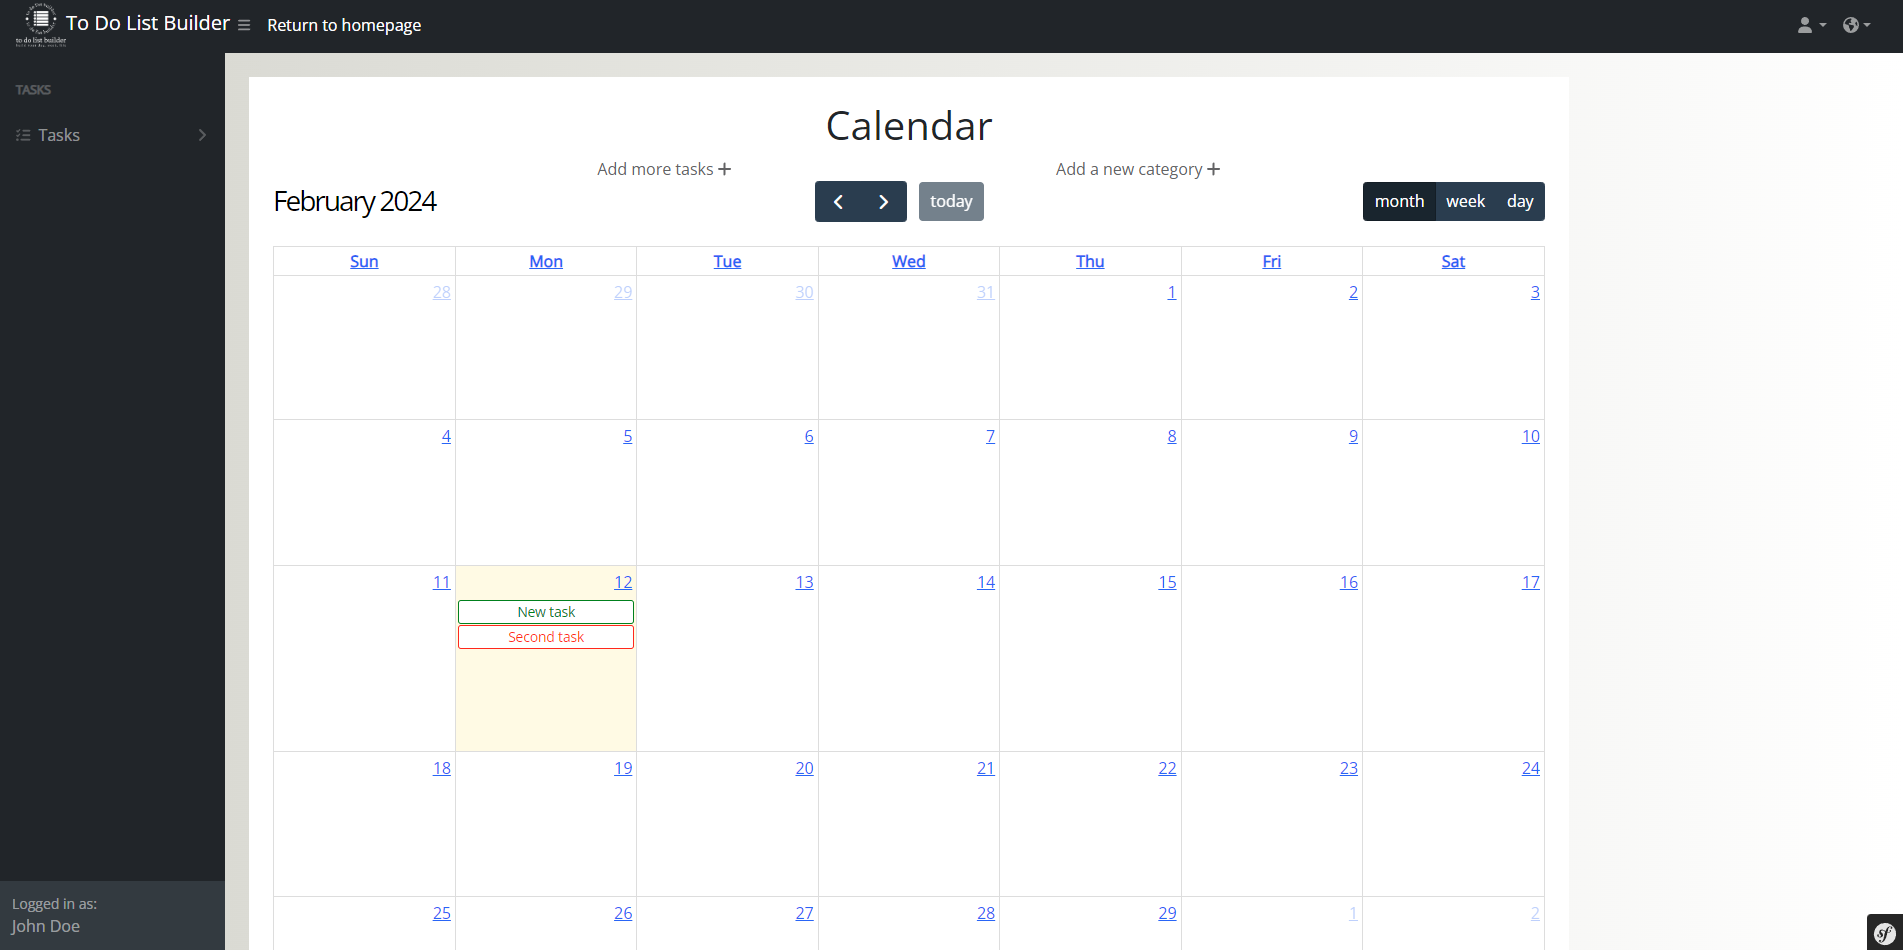 To Do List Builder
Return to homepage
to do list builder
TASKS
Tasks
Calendar
Add more tasks +
Add a new category +
February 2024
today
month week day
Sun Mon Tue Wed Thu Fri Sat
28 29 30 31 1 2 3
4 5 6 7 8 9 10
11 12 13 14 15 16 17
New task
Second task
18 19 20 21 22 23 24
25 26 27 28 29 1 2
Logged in as:
John Doe
sf